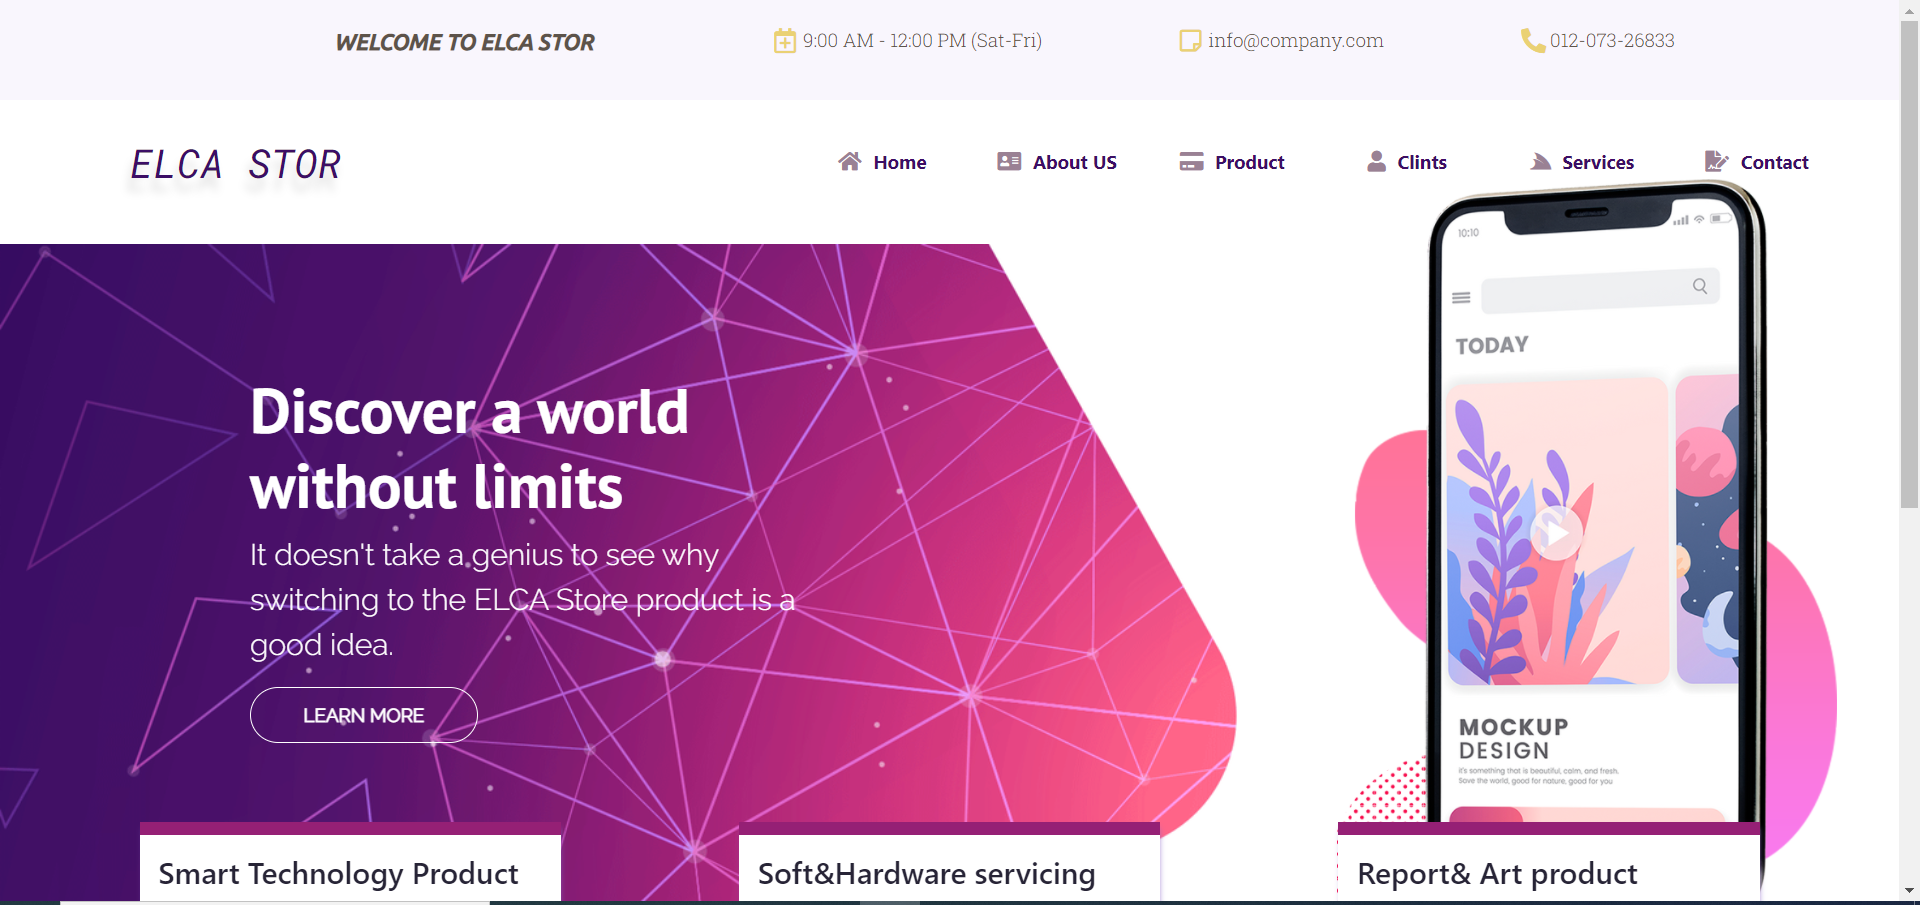 WELCOME TO ELCA STOR
9:00 AM - 12:00 PM (Sat-Fri)
info@company.com
012-073-26833
ELCA STOR
Home
About US
Product
Clints
Services
Contact
10:10
TODAY
Discover a world
without limits
It doesn't take a genius to see why
switching to the ELCA Store product is a
good idea.
LEARN MORE
MOCKUP
DESIGN
it's something that is beautiful, calm, and fresh.
Save the world, good for nature, good for you
Smart Technology Product
Soft&Hardware servicing
Report& Art product